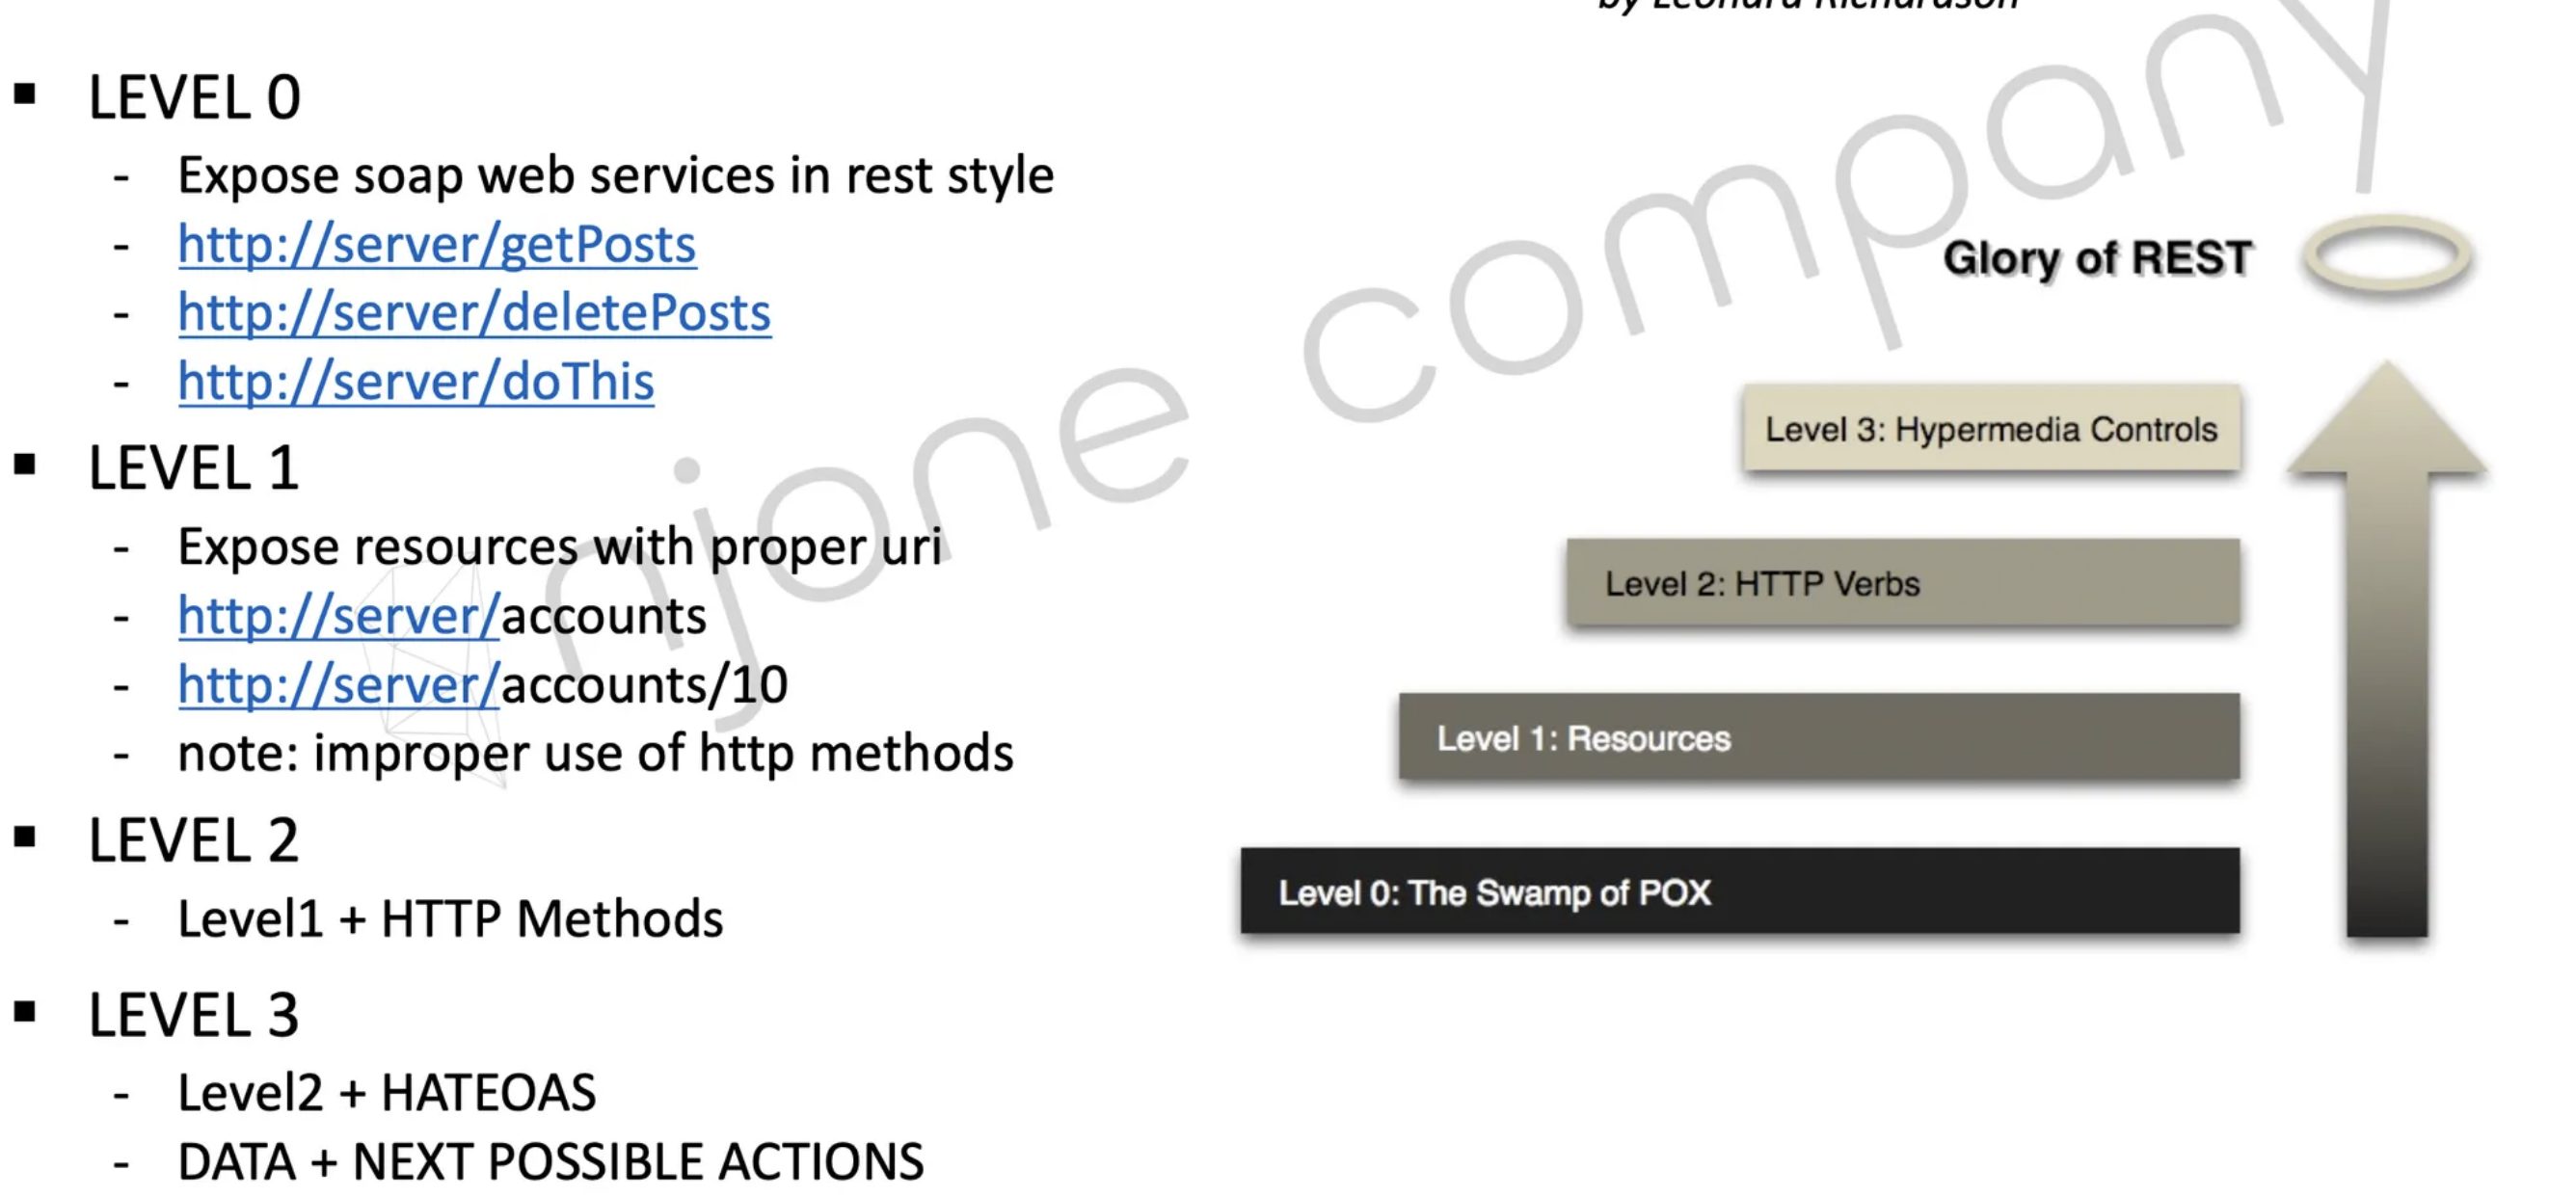 by Leonard Richardson
▪ LEVEL 0
- Expose soap web services in rest style
- http://server/getPosts
- http://server/deletePosts
- http://server/doThis
▪ LEVEL 1
- Expose resources with proper uri
- http://server/accounts
- http://server/accounts/10
- note: improper use of http methods
▪ LEVEL 2
- Level1 + HTTP Methods
▪ LEVEL 3
- Level2 + HATEOAS
- DATA + NEXT POSSIBLE ACTIONS
Glory of REST
Level 3: Hypermedia Controls
Level 2: HTTP Verbs
Level 1: Resources
Level 0: The Swamp of POX
njone company